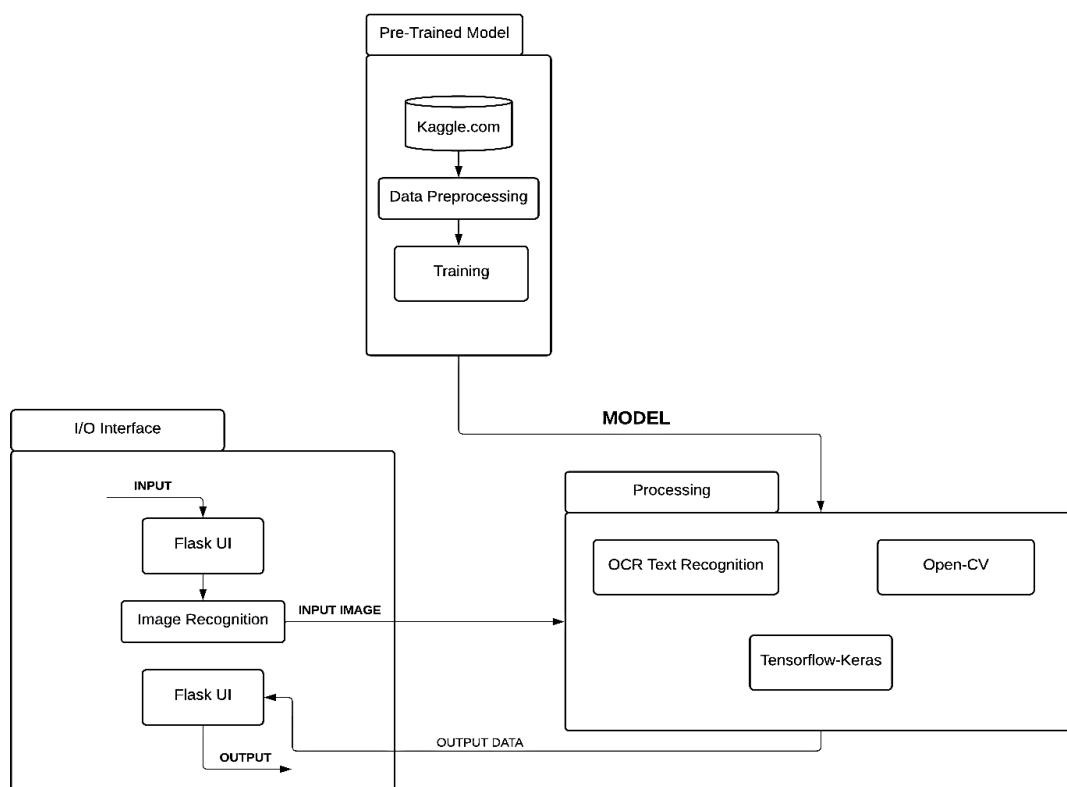 Pre-Trained Model
Kaggle.com
Data Preprocessing
Training
MODEL
I/O Interface
INPUT
Flask UI
Image Recognition
INPUT IMAGE
Flask UI
OUTPUT
Processing
OCR Text Recognition
Open-CV
Tensorflow-Keras
OUTPUT DATA